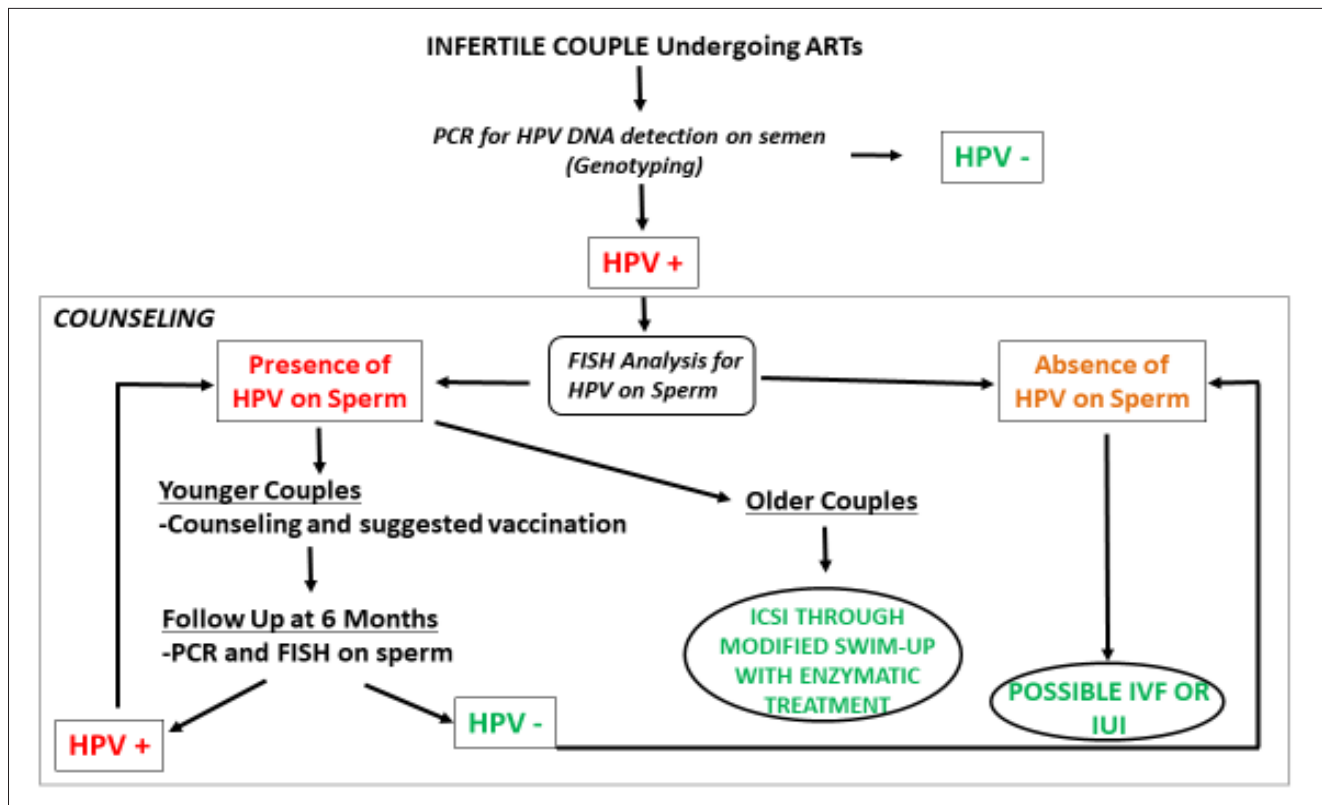 INFERTILE COUPLE Undergoing ARTs
PCR for HPV DNA detection on semen
(Genotyping)
HPV -
HPV +
COUNSELING
Presence of
HPV on Sperm
FISH Analysis for
HPV on Sperm
Absence of
HPV on Sperm
Younger Couples
-Counseling and suggested vaccination
Older Couples
Follow Up at 6 Months
-PCR and FISH on sperm
ICSI THROUGH
MODIFIED SWIM-UP
WITH ENZYMATIC
TREATMENT
POSSIBLE IVF OR
IUI
HPV +
HPV -